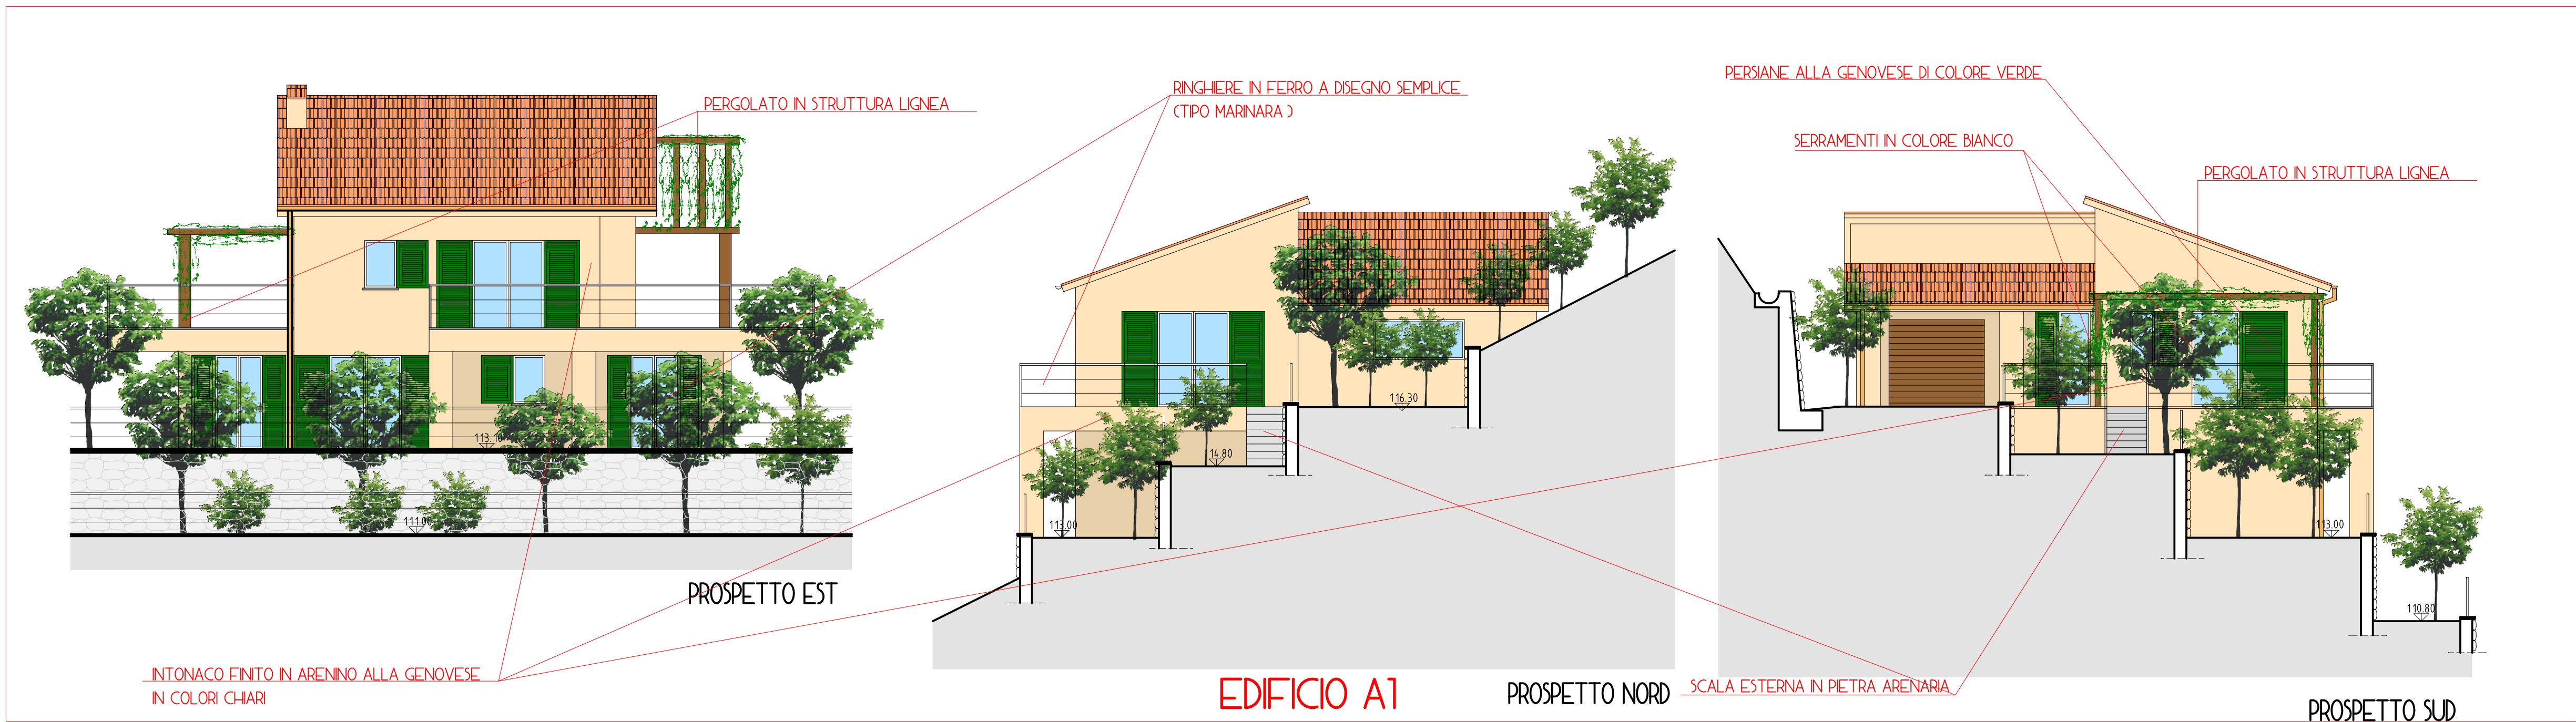 PERGOLATO IN STRUTTURA LIGNEA
RINGHIERE IN FERRO A DISEGNO SEMPLICE
(TIPO MARINARA )
PERSIANE ALLA GENOVESE DI COLORE VERDE
SERRAMENTI IN COLORE BIANCO
PERGOLATO IN STRUTTURA LIGNEA
113.10
111.00
PROSPETTO EST
116.30
114.80
113.00
113.00
110.80
INTONACO FINITO IN ARENINO ALLA GENOVESE
IN COLORI CHIARI
EDIFICIO A1
PROSPETTO NORD
SCALA ESTERNA IN PIETRA ARENARIA
PROSPETTO SUD